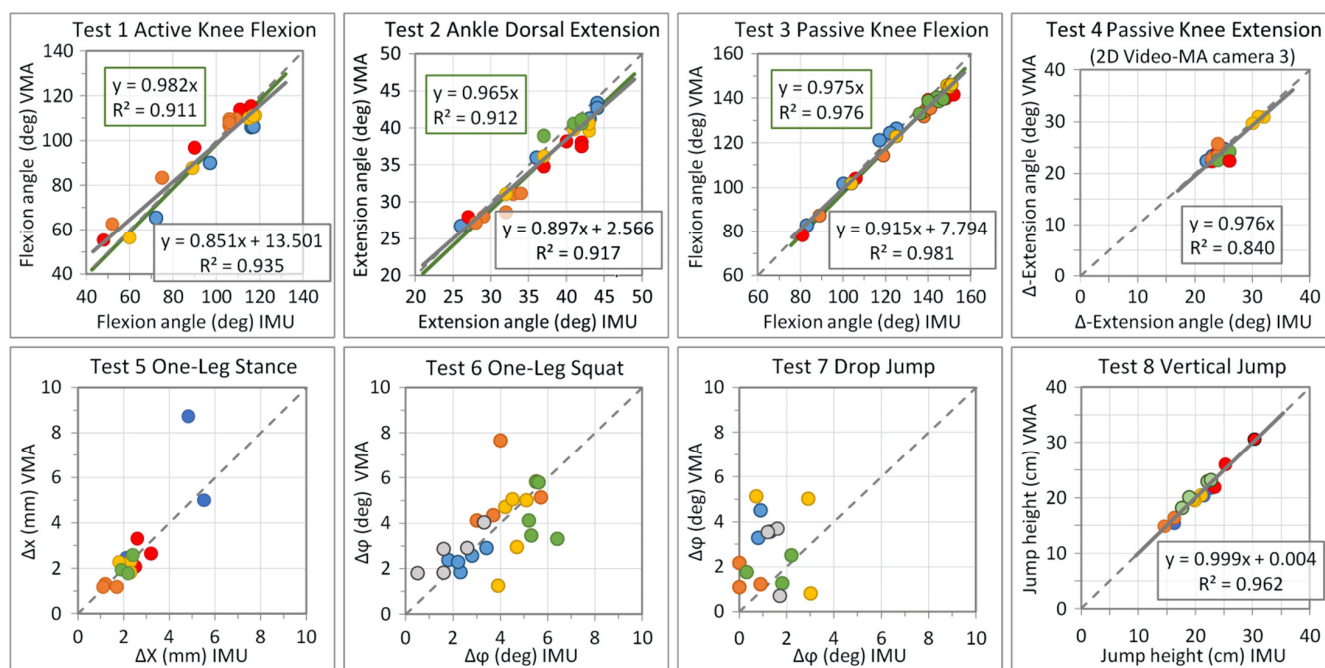 Test 1 Active Knee Flexion
Flexion angle (deg) VMA
140
120
100
80
60
40
y = 0.982x
R² = 0.911
y = 0.851x + 13.501
R² = 0.935
40 60 80 100 120 140
Flexion angle (deg) IMU
Test 2 Ankle Dorsal Extension
Extension angle (deg) VMA
50
45
40
35
30
25
20
y = 0.965x
R² = 0.912
y = 0.897x + 2.566
R² = 0.917
20 25 30 35 40 45 50
Extension angle (deg) IMU
Test 3 Passive Knee Flexion
Flexion angle (deg) VMA
160
140
120
100
80
60
y = 0.975x
R² = 0.976
y = 0.915x + 7.794
R² = 0.981
60 80 100 120 140 160
Flexion angle (deg) IMU
Test 4 Passive Knee Extension
(2D Video-MA camera 3)
Δ-Extension angle (deg) VMA
40
30
20
10
0
y = 0.976x
R² = 0.840
0 10 20 30 40
Δ-Extension angle (deg) IMU
Test 5 One-Leg Stance
Δx (mm) VMA
10
8
6
4
2
0
0 2 4 6 8 10
ΔX (mm) IMU
Test 6 One-Leg Squat
Δφ (deg) VMA
10
8
6
4
2
0
0 2 4 6 8 10
Δφ (deg) IMU
Test 7 Drop Jump
Δφ (deg) VMA
10
8
6
4
2
0
0 2 4 6 8 10
Δφ (deg) IMU
Test 8 Vertical Jump
Jump height (cm) VMA
40
30
20
10
0
y = 0.999x + 0.004
R² = 0.962
0 10 20 30 40
Jump height (cm) IMU